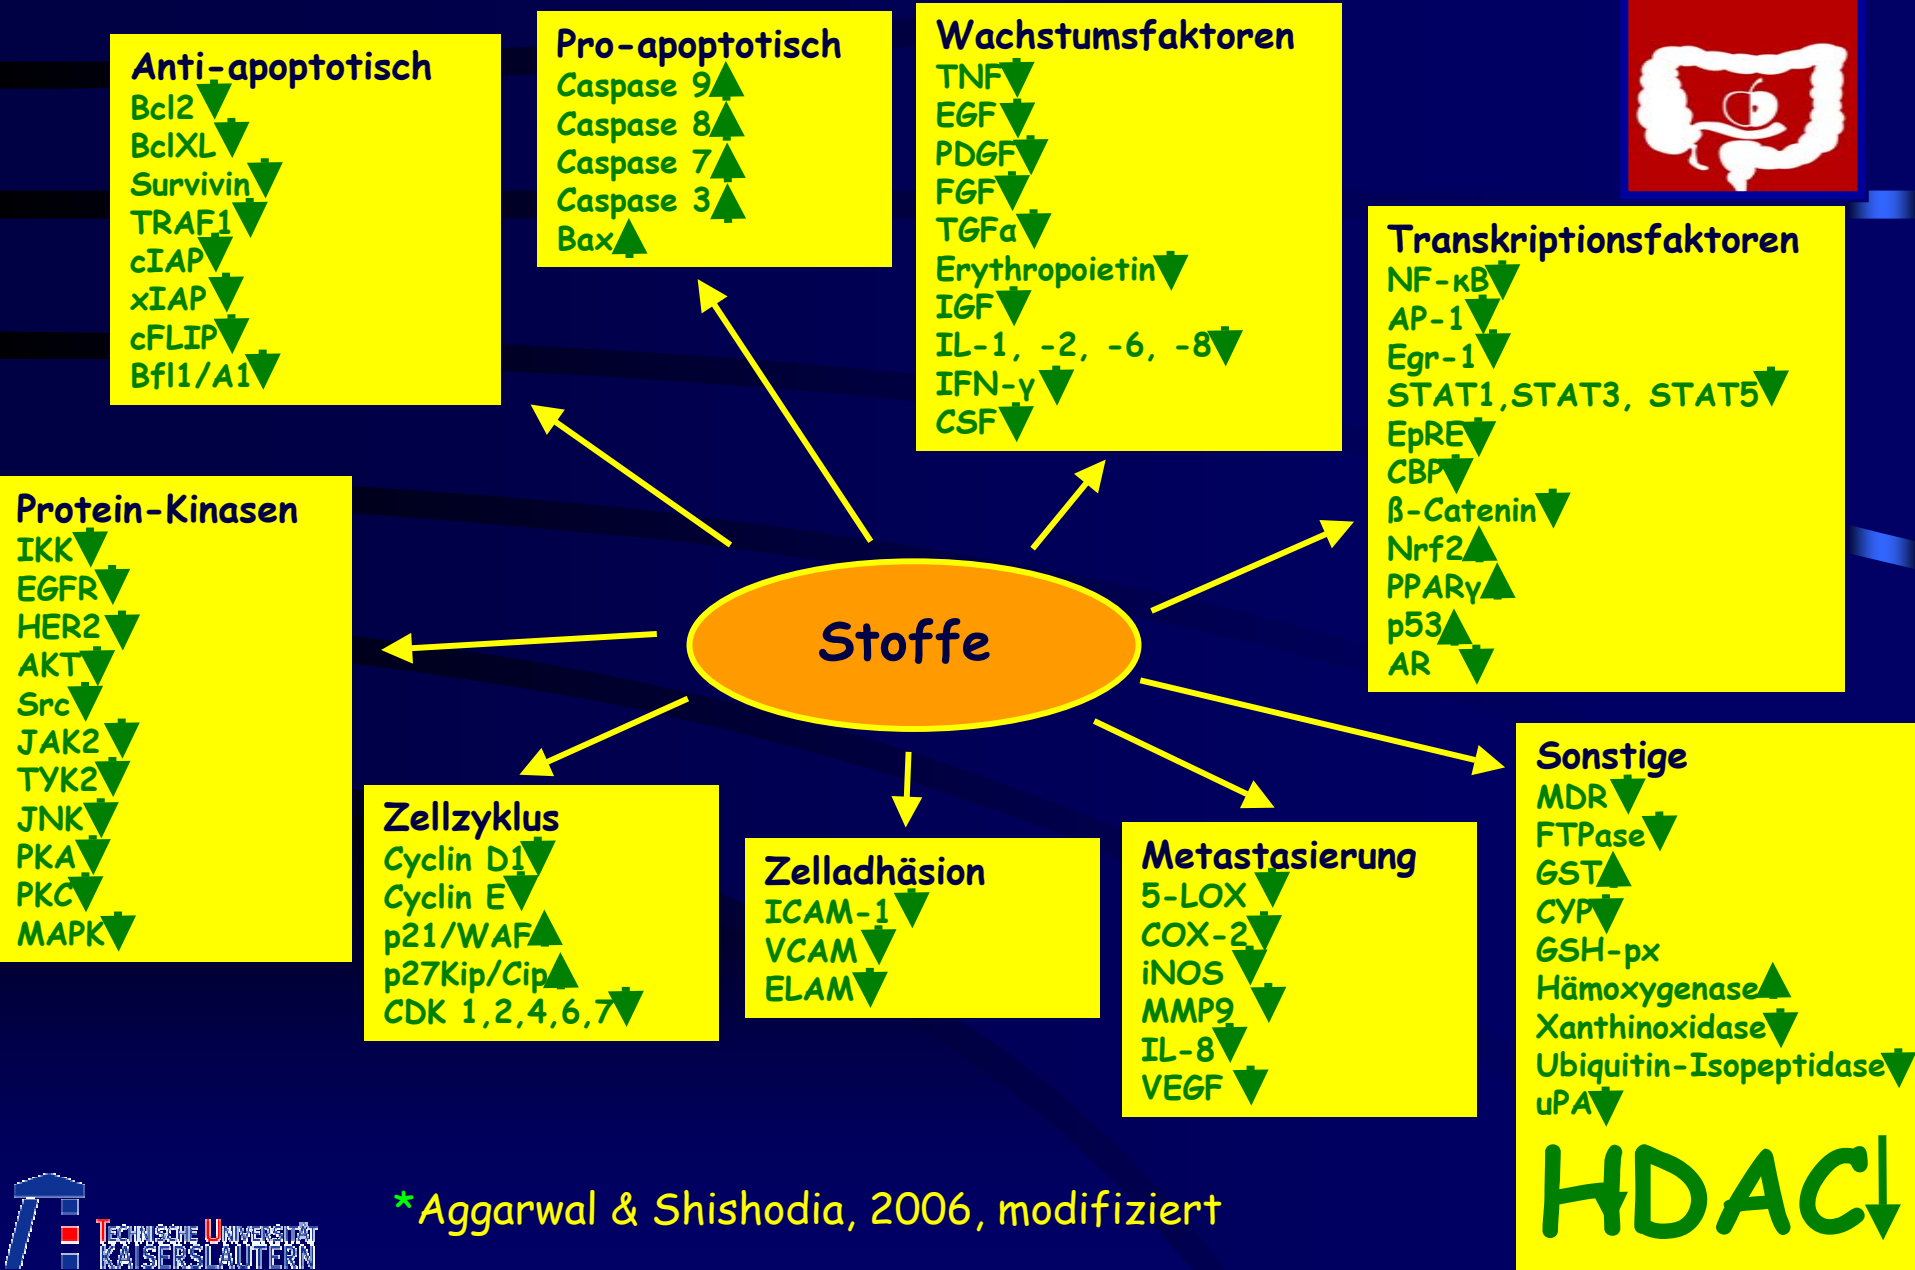 Anti-apoptotisch
Bcl2
BclXL
Survivin
TRAF1
cIAP
xIAP
cFLIP
Bfl1/A1
Pro-apoptotisch
Caspase 9
Caspase 8
Caspase 7
Caspase 3
Bax
Wachstumsfaktoren
TNF
EGF
PDGF
FGF
TGFα
Erythropoietin
IGF
IL-1, -2, -6, -8
IFN-γ
CSF
Transkriptionsfaktoren
NF-κB
AP-1
Egr-1
STAT1,STAT3, STAT5
EpRE
CBP
ß-Catenin
Nrf2
PPARγ
p53
AR
Protein-Kinasen
IKK
EGFR
HER2
AKT
Src
JAK2
TYK2
JNK
PKA
PKC
MAPK
Stoffe
Zellzyklus
Cyclin D1
Cyclin E
p21/WAF
p27Kip/Cip
CDK 1,2,4,6,7
Zelladhäsion
ICAM-1
VCAM
ELAM
Metastasierung
5-LOX
COX-2
iNOS
MMP9
IL-8
VEGF
Sonstige
MDR
FTPase
GST
CYP
GSH-px
Hämoxygenase
Xanthinoxidase
Ubiquitin-Isopeptidase
uPA
HDAC
*Aggarwal & Shishodia, 2006, modifiziert
TECHNISCHE UNIVERSITÄT
KAISERSLAUTERN